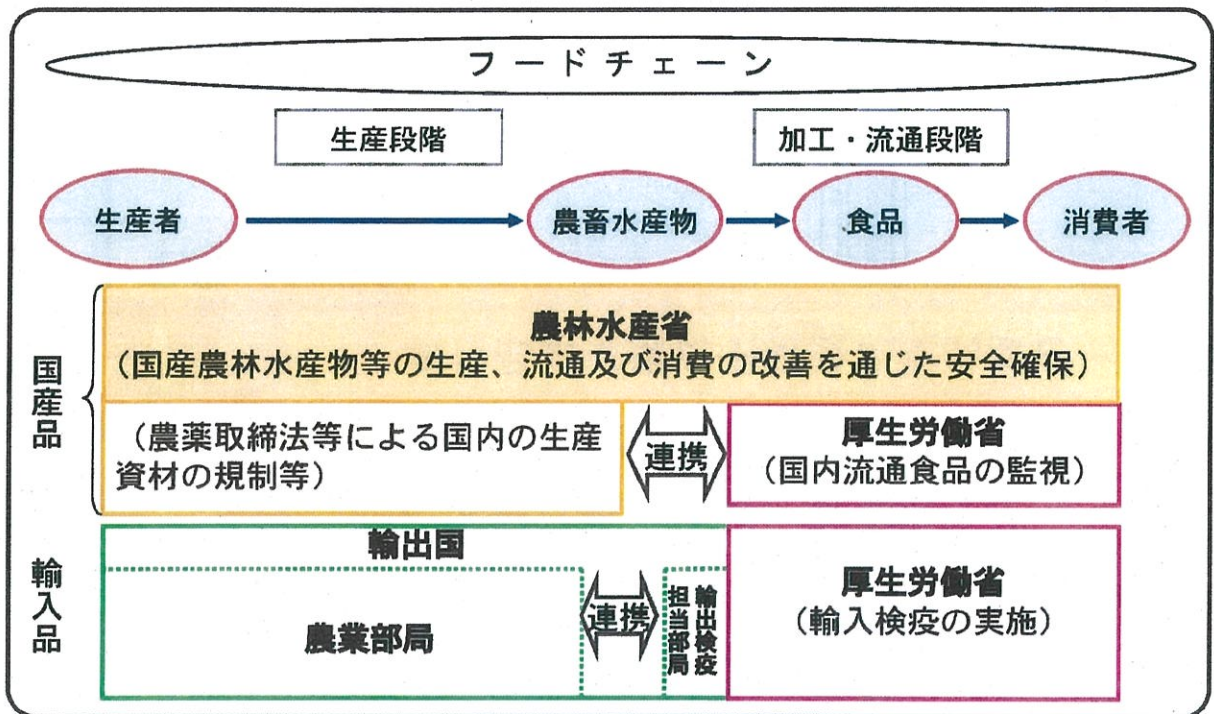 フードチェーン
生産段階
加工・流通段階
生産者
農畜水産物
食品
消費者
国産品
農林水産省
（国産農林水産物等の生産、流通及び消費の改善を通じた安全確保）
（農薬取締法等による国内の生産
資材の規制等）
連携
厚生労働省
（国内流通食品の監視）
輸入品
輸出国
農業部局
連携
輸出検疫
担当部局
厚生労働省
（輸入検疫の実施）